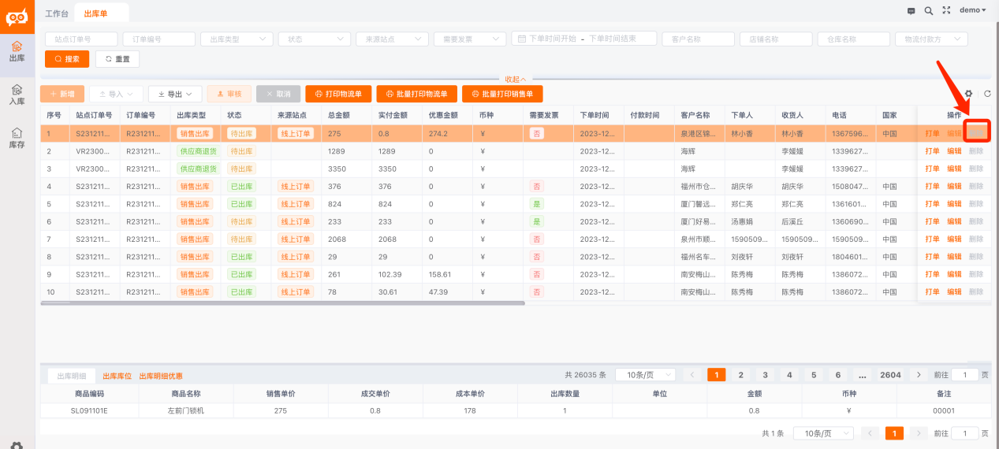 工作台 出库单 demo
出库
入库
库存
站点订单号 订单编号 出库类型 状态 来源站点 需要发票 下单时间开始 - 下单时间结束 客户名称 店铺名称 仓库名称 物流付款方
搜索 重置
收起
新增 导入 导出 审核 取消 打印物流单 批量打印物流单 批量打印销售单
序号 站点订单号 订单编号 出库类型 状态 来源站点 总金额 实付金额 优惠金额 币种 需要发票 下单时间 付款时间 客户名称 下单人 收货人 电话 国家 操作
1 S231211... R231211... 销售出库 待出库 线上订单 275 0.8 274.2 ¥ 否 2023-12... 泉港区锦... 林小香 林小香 1367596... 中国 打单 编辑
2 VR2300... R231211... 供应商退货 待出库 1289 1289 0 ¥ 2023-12... 海辉 李媛媛 1339627... 打单 编辑 删除
3 VR2300... R231211... 供应商退货 待出库 3350 3350 0 ¥ 2023-12... 海辉 李媛媛 1339627... 打单 编辑 删除
4 S231211... R231211... 销售出库 已出库 线上订单 376 376 0 ¥ 否 2023-12... 福州市仓... 胡庆华 胡庆华 1508047... 中国 打单 编辑 删除
5 S231211... R231211... 销售出库 已出库 线上订单 824 824 0 ¥ 是 2023-12... 厦门馨远... 郑仁亮 郑仁亮 1361601... 中国 打单 编辑 删除
6 S231211... R231211... 销售出库 待出库 线上订单 233 233 0 ¥ 是 2023-12... 厦门好易... 汤惠娟 后溪丘 1360690... 中国 打单 编辑 删除
7 S231211... R231211... 销售出库 待出库 线上订单 2068 2068 0 ¥ 否 2023-12... 泉州市顺... 1590509... 1590509... 1590509... 中国 打单 编辑 删除
8 S231211... R231211... 销售出库 已出库 线上订单 29 29 0 ¥ 否 2023-12... 福州名车... 刘夜轩 刘夜轩 1804601... 中国 打单 编辑 删除
9 S231211... R231211... 销售出库 已出库 线上订单 261 102.39 158.61 ¥ 否 2023-12... 南安梅山... 陈秀梅 陈秀梅 1386072... 中国 打单 编辑 删除
10 S231211... R231211... 销售出库 已出库 线上订单 78 30.61 47.39 ¥ 否 2023-12... 南安梅山... 陈秀梅 陈秀梅 1386072... 中国 打单 编辑 删除
出库明细 出库库位 出库明细优惠 共 26035 条 10条/页 1 2 3 4 5 6 ... 2604 前往 1 页
商品编码 商品名称 销售单价 成交单价 成本单价 出库数量 单位 金额 币种 备注
SL091101E 左前门锁机 275 0.8 178 1 0.8 ¥ 00001
共 1 条 10条/页 1 前往 1 页